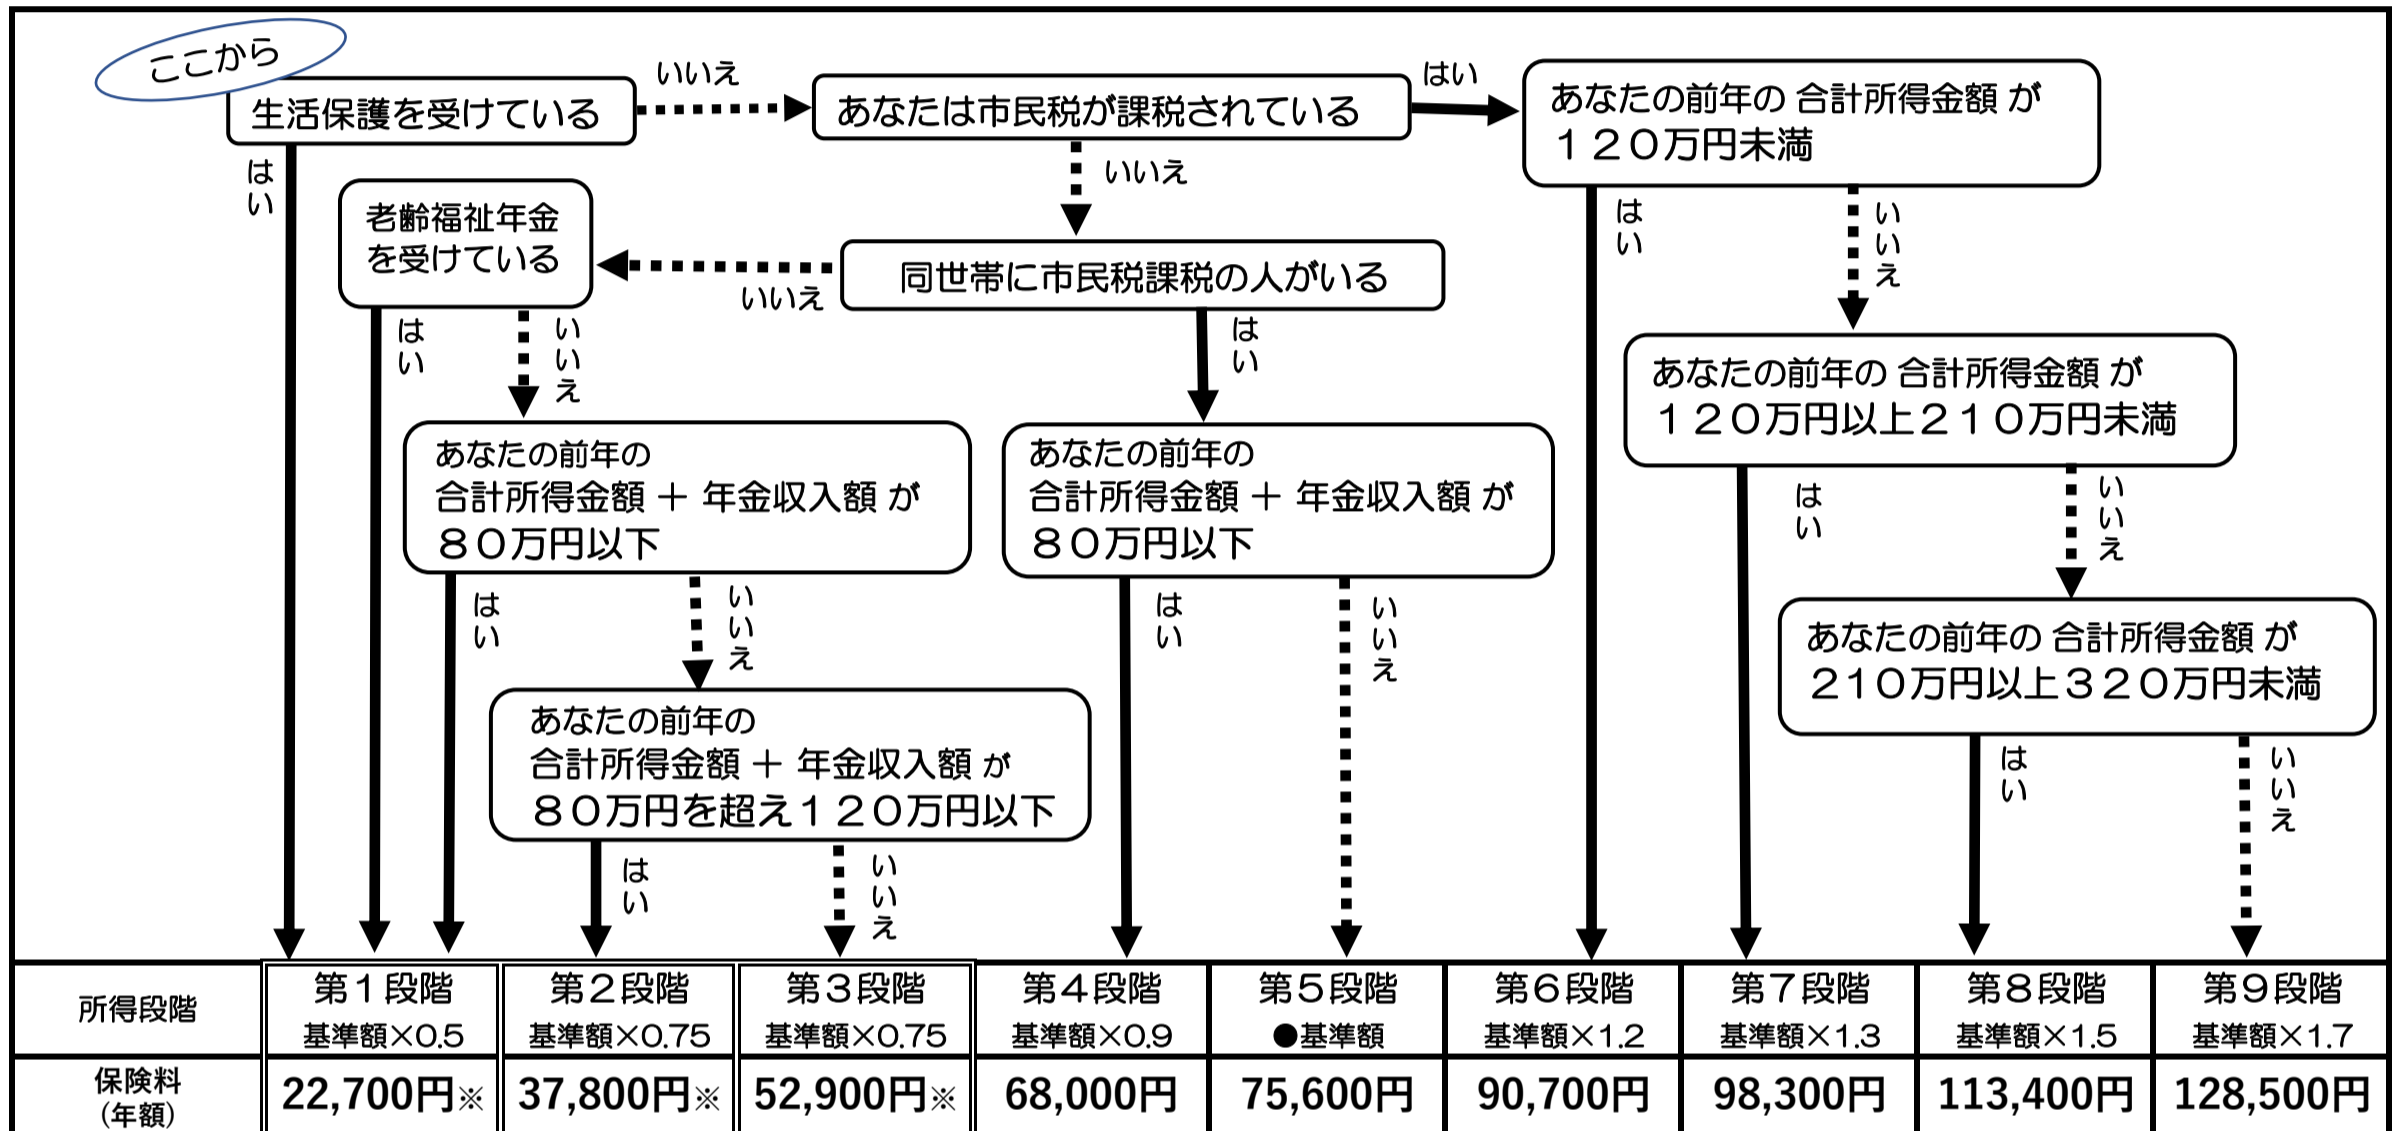 ここから
生活保護を受けている
いいえ
あなたは市民税が課税されている
はい
あなたの前年の 合計所得金額 が
１２０万円未満
はい
いいえ
老齢福祉年金
を受けている
同世帯に市民税課税の人がいる
いいえ
はい
いいえ
はい
いいえ
はい
あなたの前年の 合計所得金額 が
１２０万円以上２１０万円未満
あなたの前年の
合計所得金額 ＋ 年金収入額 が
８０万円以下
あなたの前年の
合計所得金額 ＋ 年金収入額 が
８０万円以下
はい
いいえ
はい
いいえ
はい
いいえ
あなたの前年の 合計所得金額 が
２１０万円以上３２０万円未満
あなたの前年の
合計所得金額 ＋ 年金収入額 が
８０万円を超え１２０万円以下
はい
いいえ
はい
いいえ
所得段階 第１段階 第２段階 第３段階 第４段階 第５段階 第６段階 第７段階 第８段階 第９段階
基準額×0.5 基準額×0.75 基準額×0.75 基準額×0.9 ●基準額 基準額×1.2 基準額×1.3 基準額×1.5 基準額×1.7
保険料
(年額)
22,700円※ 37,800円※ 52,900円※ 68,000円 75,600円 90,700円 98,300円 113,400円 128,500円